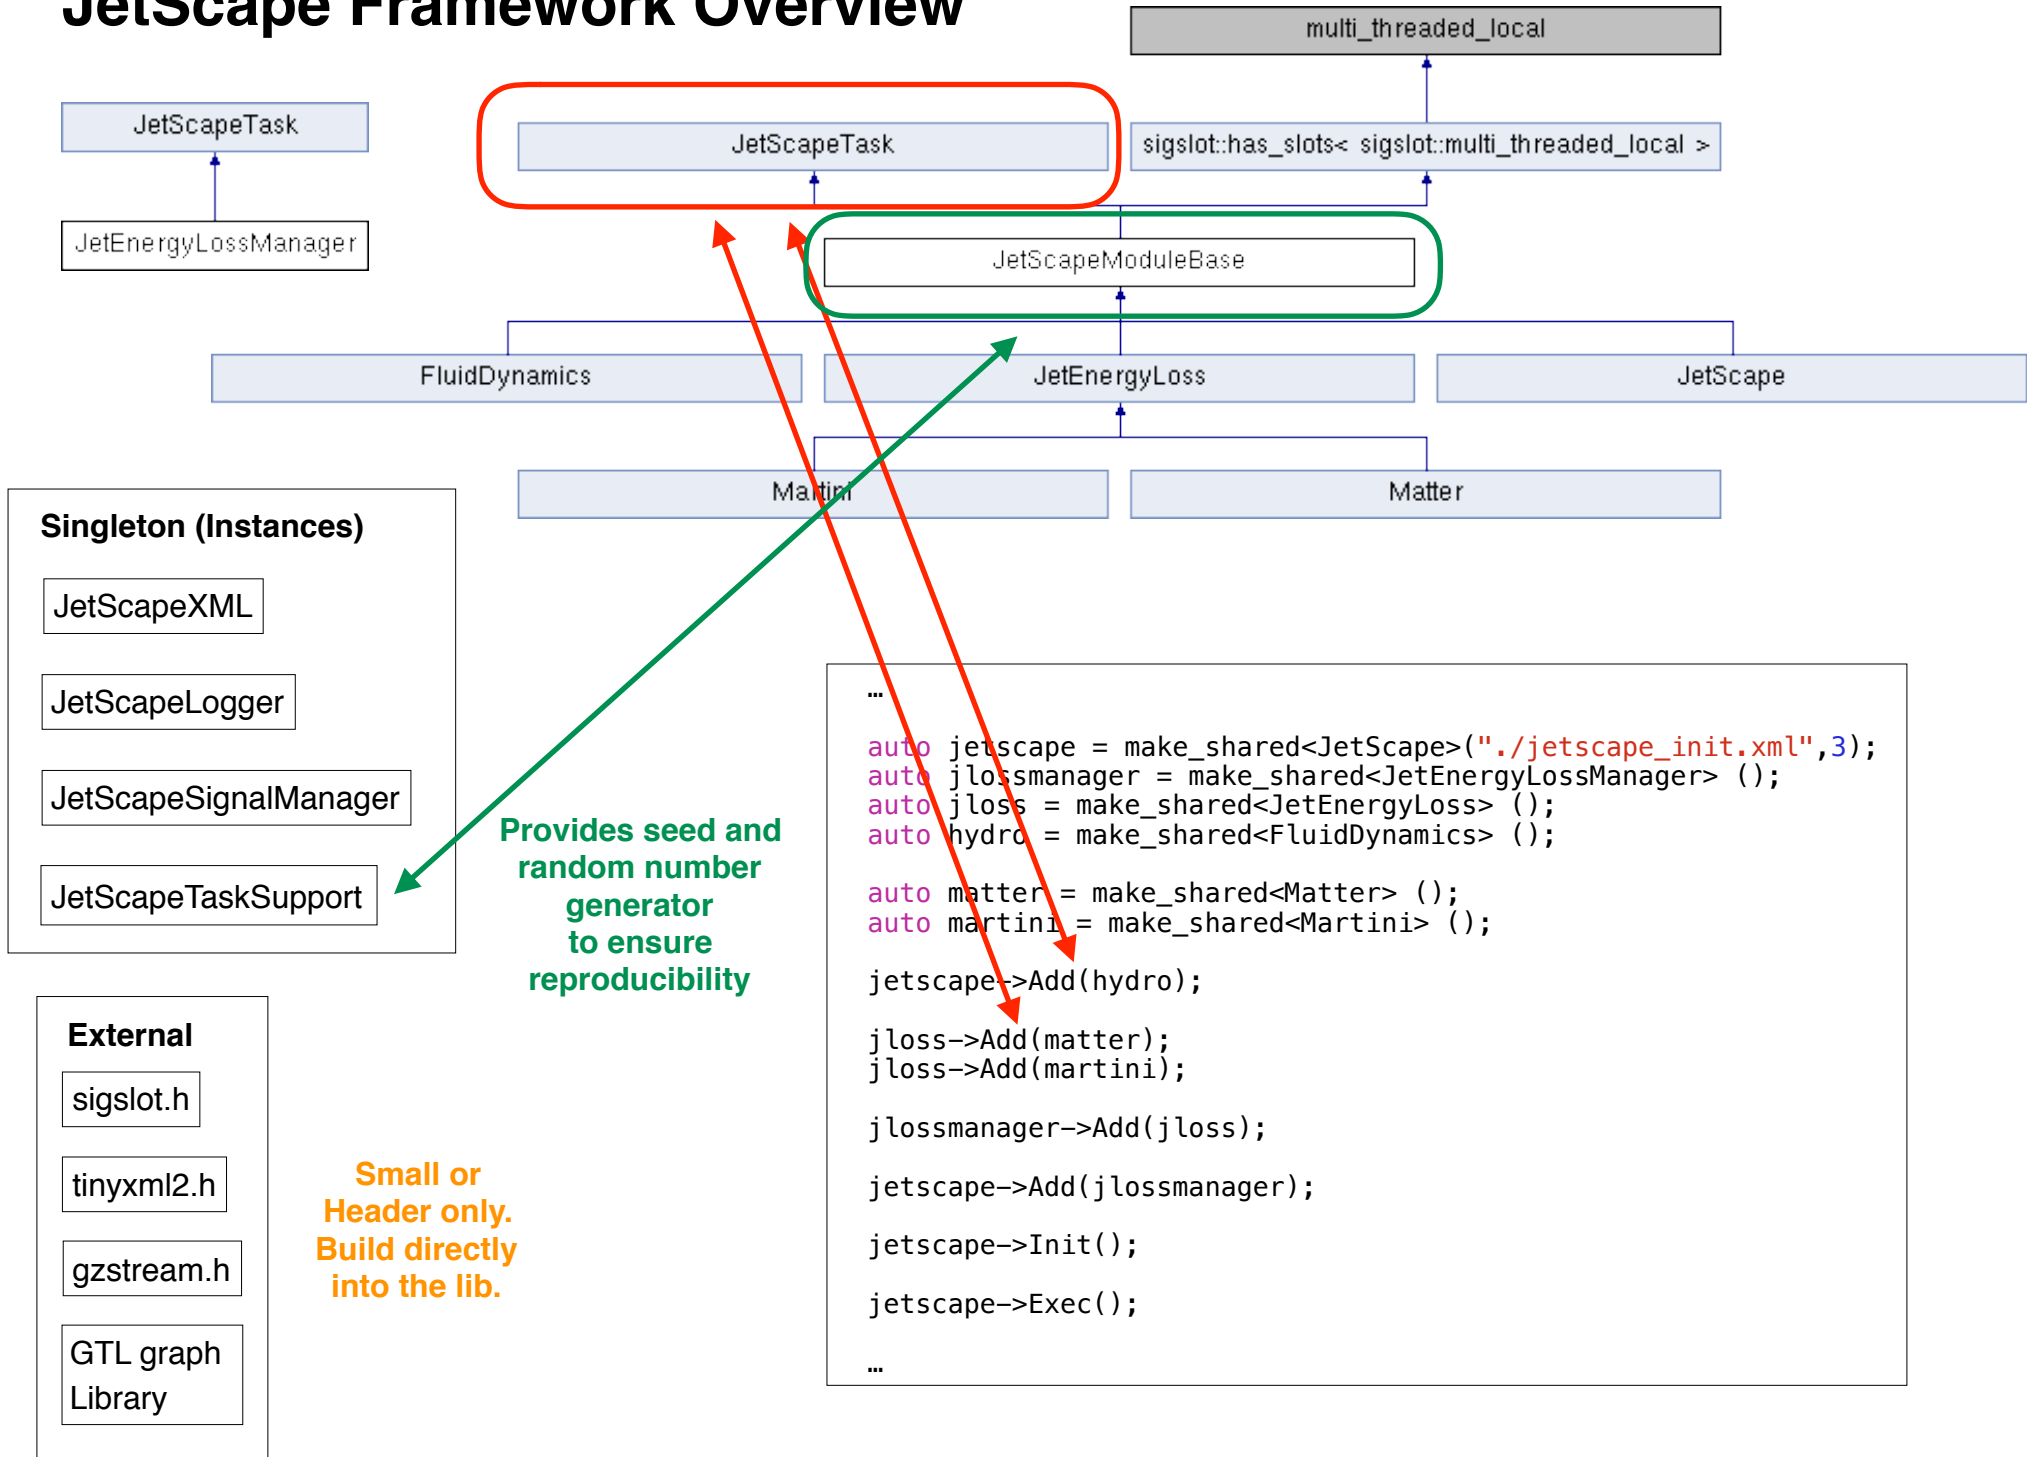 JetScape Framework Overview
multi_threaded_local
JetScapeTask
JetScapeTask
sigslot::has_slots< sigslot::multi_threaded_local >
JetEnergyLossManager
JetScapeModuleBase
FluidDynamics
JetEnergyLoss
JetScape
Martini
Matter
Singleton (Instances)
JetScapeXML
JetScapeLogger
JetScapeSignalManager
JetScapeTaskSupport
Provides seed and
random number
generator
to ensure
reproducibility
External
sigslot.h
tinyxml2.h
gzstream.h
GTL graph
Library
Small or
Header only.
Build directly
into the lib.
…
auto jetscape = make_shared<JetScape>("./jetscape_init.xml",3);
auto jlossmanager = make_shared<JetEnergyLossManager> ();
auto jloss = make_shared<JetEnergyLoss> ();
auto hydro = make_shared<FluidDynamics> ();
auto matter = make_shared<Matter> ();
auto martini = make_shared<Martini> ();
jetscape->Add(hydro);
jloss->Add(matter);
jloss->Add(martini);
jlossmanager->Add(jloss);
jetscape->Add(jlossmanager);
jetscape->Init();
jetscape->Exec();
…